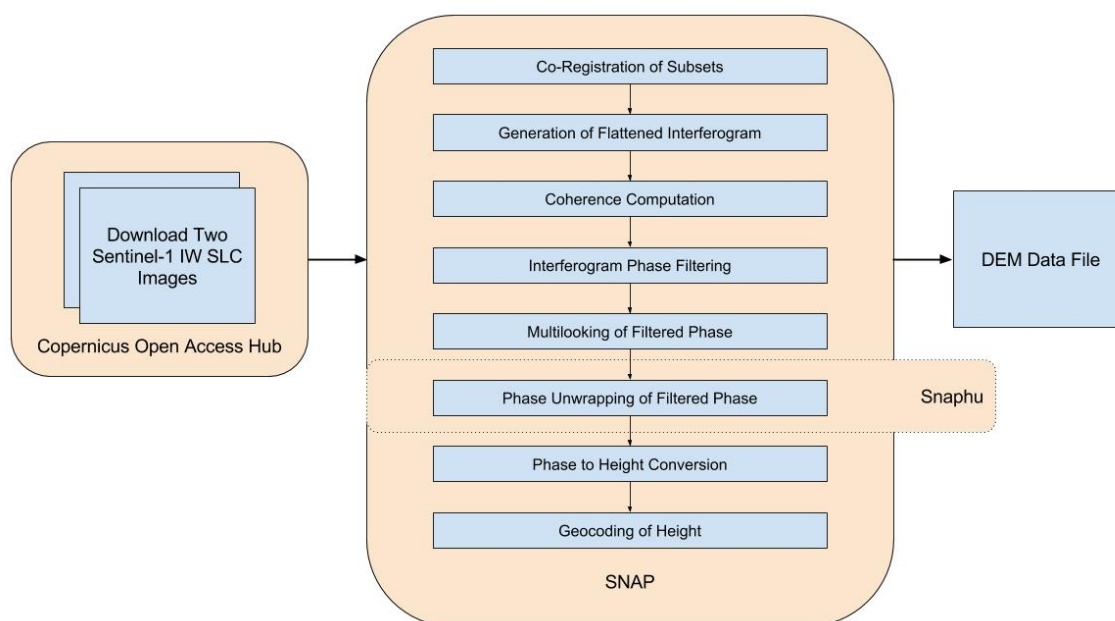 Download Two
Sentinel-1 IW SLC
Images
Copernicus Open Access Hub
Co-Registration of Subsets
Generation of Flattened Interferogram
Coherence Computation
Interferogram Phase Filtering
Multilooking of Filtered Phase
Phase Unwrapping of Filtered Phase
Snaphu
Phase to Height Conversion
Geocoding of Height
SNAP
DEM Data File